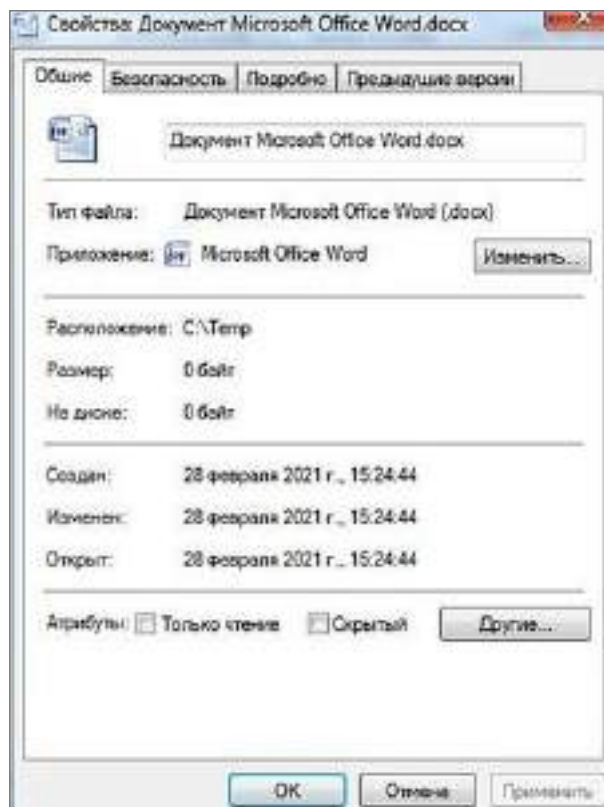 Свойства: Документ Microsoft Office Word.docx
Общие Безопасность Подробно Предыдущие версии
Документ Microsoft Office Word.docx
Тип файла: Документ Microsoft Office Word (.docx)
Приложение: Microsoft Office Word Изменить...
Расположение: C:\Temp
Размер: 0 байт
На диске: 0 байт
Создан: 28 февраля 2021 г., 15:24:44
Изменен: 28 февраля 2021 г., 15:24:44
Открыт: 28 февраля 2021 г., 15:24:44
Атрибуты: Только чтение Скрытый Другие...
OK Отмена Применить